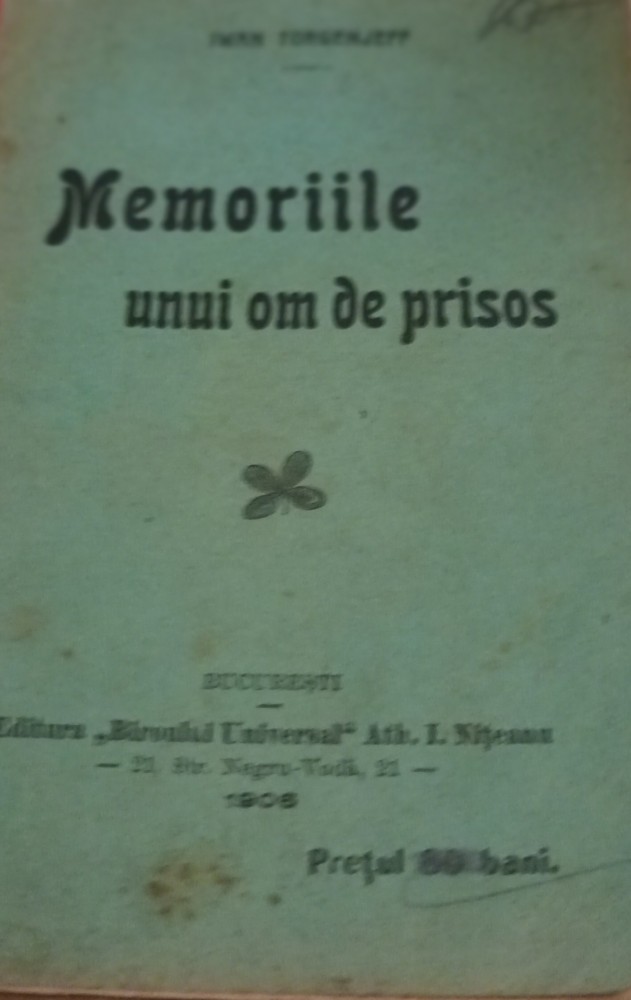 IWAN TURGENJEFF
Memoriile
unui om de prisos
BUCUREȘTI
Editura „Biroului Universal“ Ath. I. Nițeanu
— 21, Str. Negru-Vodă, 21 —
1906
Prețul bani.